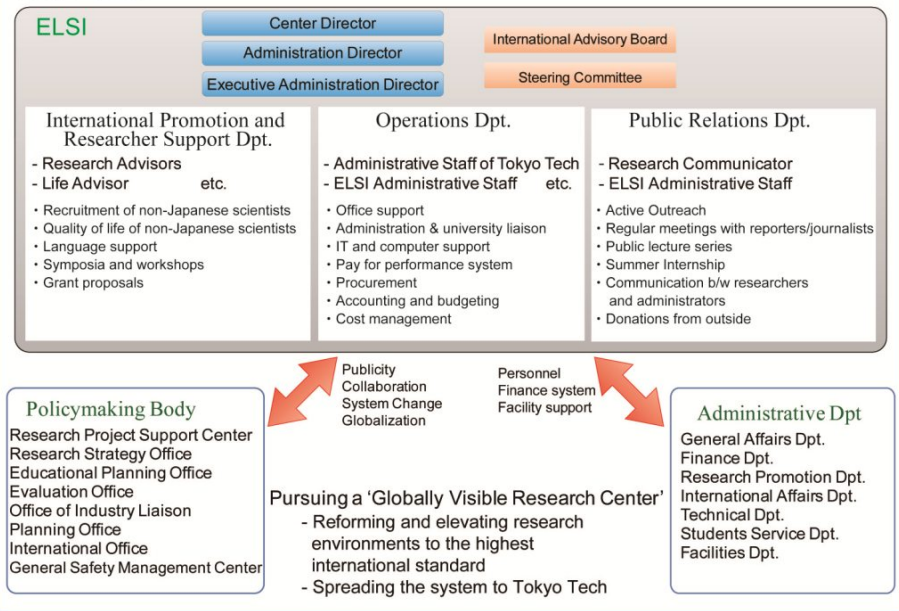 ELSI
Center Director
Administration Director
Executive Administration Director
International Advisory Board
Steering Committee
International Promotion and
Researcher Support Dpt.
- Research Advisors
- Life Advisor etc.
・Recruitment of non-Japanese scientists
・Quality of life of non-Japanese scientists
・Language support
・Symposia and workshops
・Grant proposals
Operations Dpt.
- Administrative Staff of Tokyo Tech
- ELSI Administrative Staff etc.
・Office support
・Administration & university liaison
・IT and computer support
・Pay for performance system
・Procurement
・Accounting and budgeting
・Cost management
Public Relations Dpt.
- Research Communicator
- ELSI Administrative Staff
・Active Outreach
・Regular meetings with reporters/journalists
・Public lecture series
・Summer Internship
・Communication b/w researchers
and administrators
・Donations from outside
Publicity
Collaboration
System Change
Globalization
Personnel
Finance system
Facility support
Policymaking Body
Research Project Support Center
Research Strategy Office
Educational Planning Office
Evaluation Office
Office of Industry Liaison
Planning Office
International Office
General Safety Management Center
Pursuing a ‘Globally Visible Research Center’
- Reforming and elevating research
environments to the highest
international standard
- Spreading the system to Tokyo Tech
Administrative Dpt
General Affairs Dpt.
Finance Dpt.
Research Promotion Dpt.
International Affairs Dpt.
Technical Dpt.
Students Service Dpt.
Facilities Dpt.